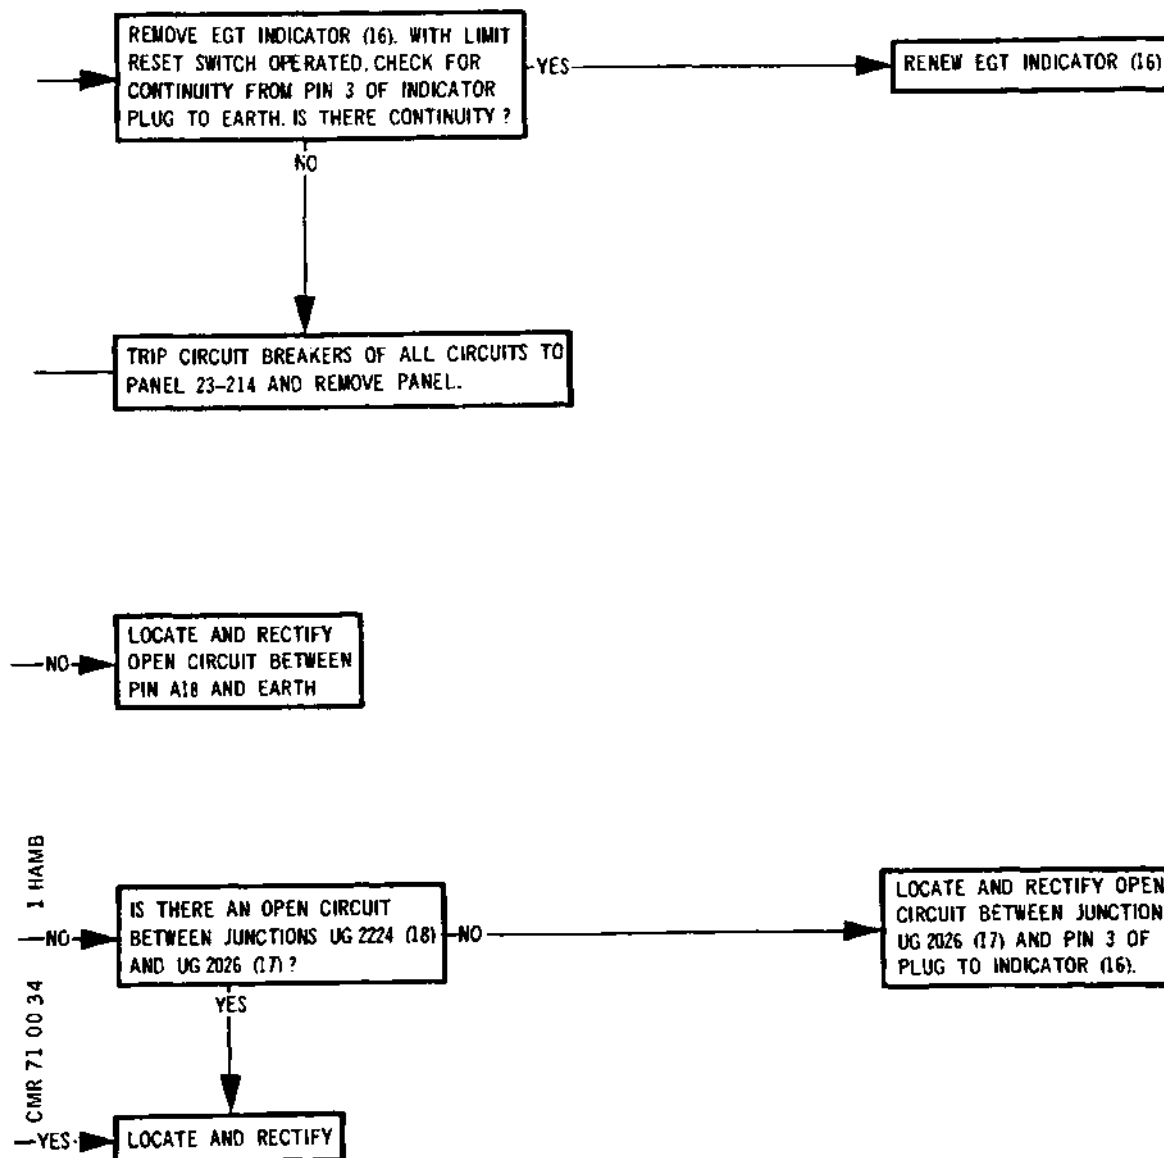 REMOVE EGT INDICATOR (16). WITH LIMIT
RESET SWITCH OPERATED, CHECK FOR
CONTINUITY FROM PIN 3 OF INDICATOR
PLUG TO EARTH. IS THERE CONTINUITY ?
YES
RENEW EGT INDICATOR (16)
NO
TRIP CIRCUIT BREAKERS OF ALL CIRCUITS TO
PANEL 23-214 AND REMOVE PANEL.
NO
LOCATE AND RECTIFY
OPEN CIRCUIT BETWEEN
PIN A18 AND EARTH
1 HAMB
CMR 71 00 34
NO
IS THERE AN OPEN CIRCUIT
BETWEEN JUNCTIONS UG 2224 (18)
AND UG 2026 (17) ?
NO
LOCATE AND RECTIFY OPEN
CIRCUIT BETWEEN JUNCTION
UG 2026 (17) AND PIN 3 OF
PLUG TO INDICATOR (16).
YES
YES
LOCATE AND RECTIFY